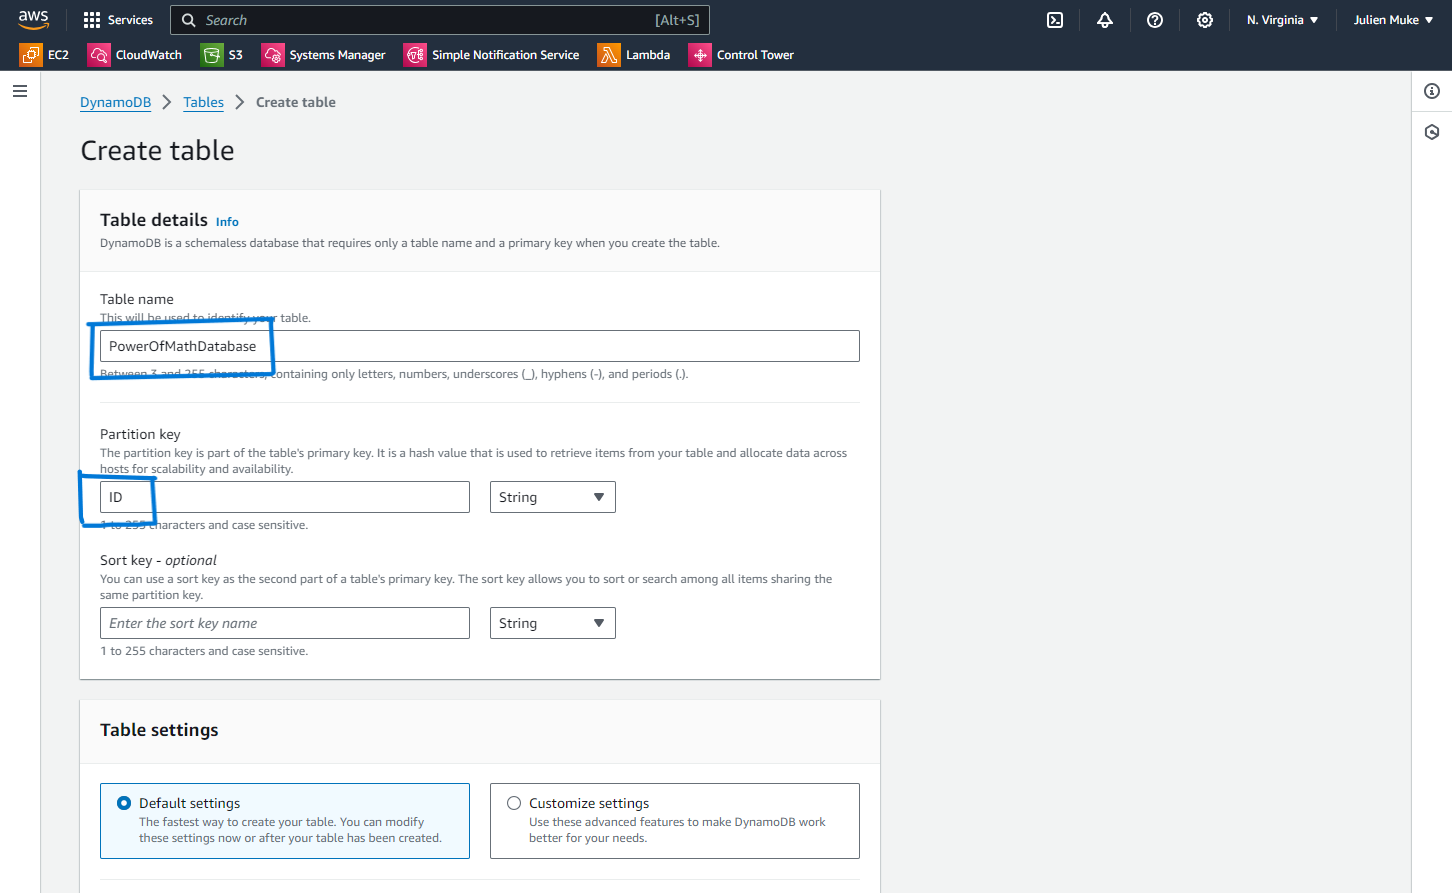 aws Services Search [Alt+S] N. Virginia Julien Muke
EC2 CloudWatch S3 Systems Manager Simple Notification Service Lambda Control Tower
DynamoDB Tables Create table
Create table
Table details Info
DynamoDB is a schemaless database that requires only a table name and a primary key when you create the table.
Table name
This will be used to identify your table.
PowerOfMathDatabase
Between 3 and 255 characters, containing only letters, numbers, underscores (_), hyphens (-), and periods (.).
Partition key
The partition key is part of the table's primary key. It is a hash value that is used to retrieve items from your table and allocate data across
hosts for scalability and availability.
ID String
1 to 255 characters and case sensitive.
Sort key - optional
You can use a sort key as the second part of a table's primary key. The sort key allows you to sort or search among all items sharing the
same partition key.
Enter the sort key name String
1 to 255 characters and case sensitive.
Table settings
Default settings
The fastest way to create your table. You can modify
these settings now or after your table has been created.
Customize settings
Use these advanced features to make DynamoDB work
better for your needs.